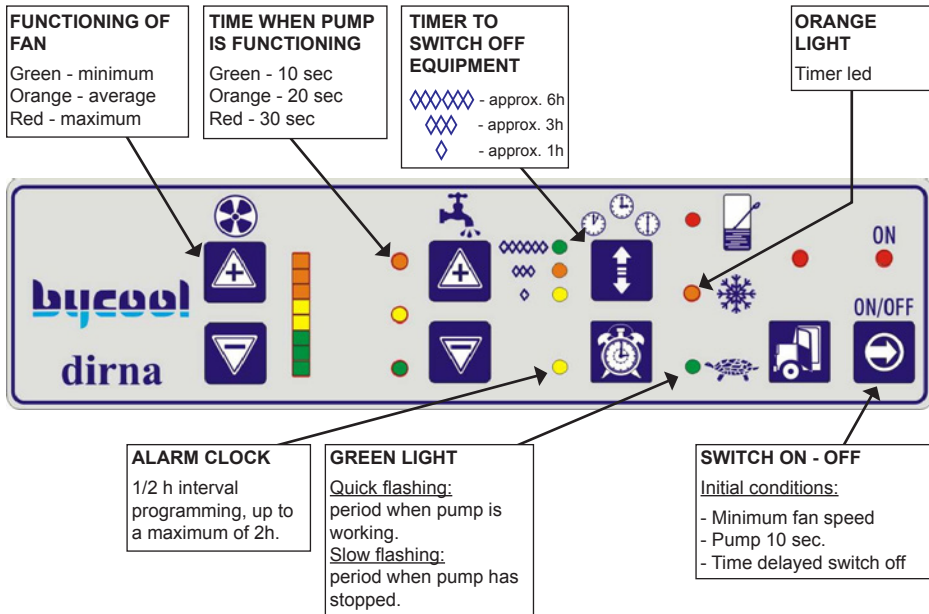 FUNCTIONING OF
FAN
Green - minimum
Orange - average
Red - maximum
TIME WHEN PUMP
IS FUNCTIONING
Green - 10 sec
Orange - 20 sec
Red - 30 sec
TIMER TO
SWITCH OFF
EQUIPMENT
- approx. 6h
- approx. 3h
- approx. 1h
ORANGE
LIGHT
Timer led
ON
bycool
dirna
ON/OFF
ALARM CLOCK
1/2 h interval
programming, up to
a maximum of 2h.
GREEN LIGHT
Quick flashing:
period when pump is
working.
Slow flashing:
period when pump has
stopped.
SWITCH ON - OFF
Initial conditions:
- Minimum fan speed
- Pump 10 sec.
- Time delayed switch off